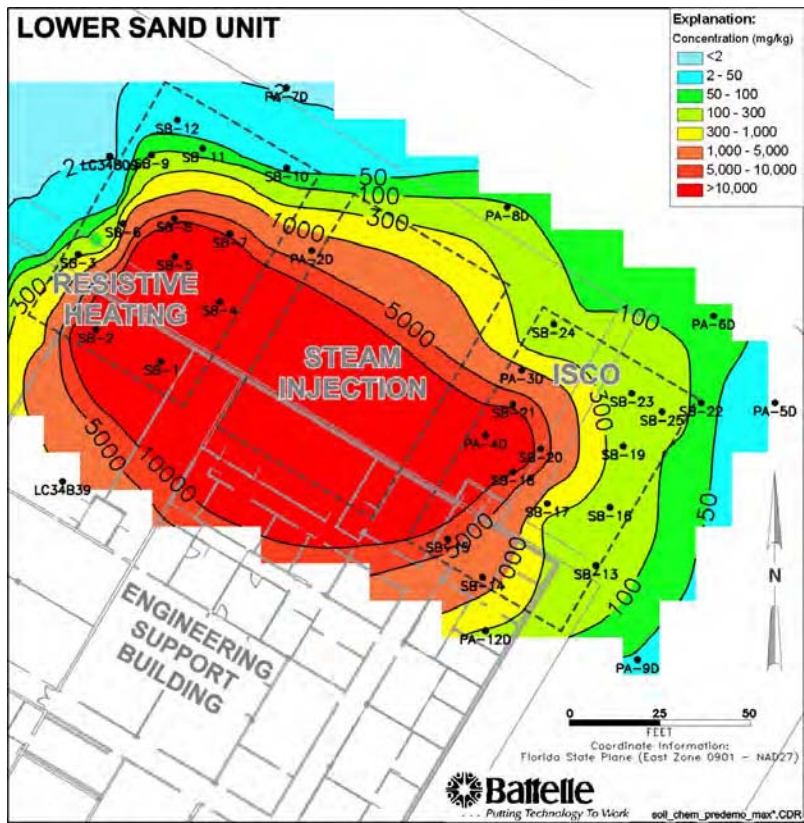 LOWER SAND UNIT
Explanation:
Concentration (mg/kg)
<2
2 - 50
50 - 100
100 - 300
300 - 1,000
1,000 - 5,000
5,000 - 10,000
>10,000
PA-7D
SB-12
SB-11
LC34B09
SB-9
2
SB-10
50
100
300
PA-8D
SB-8
SB-6
SB-7
1000
PA-2D
SB-3
SB-5
RESISTIVE
HEATING
300
SB-4
5000
100
PA-6D
SB-24
SB-2
STEAM
INJECTION
SB-1
PA-3D
ISCO
SB-23
SB-22
PA-5D
SB-21
300
SB-25
PA-4D
SB-20
SB-19
5000
10000
SB-18
LC34B39
SB-17
SB-16
50
SB-15
5000
1000
SB-14
SB-13
100
N
PA-12D
PA-9D
ENGINEERING
SUPPORT
BUILDING
0 25 50
FEET
Coordinate Information:
Florida State Plane (East Zone 0901 - NAD27)
Battelle
. . . Putting Technology To Work
soil_chem_predemo_max*.CDR